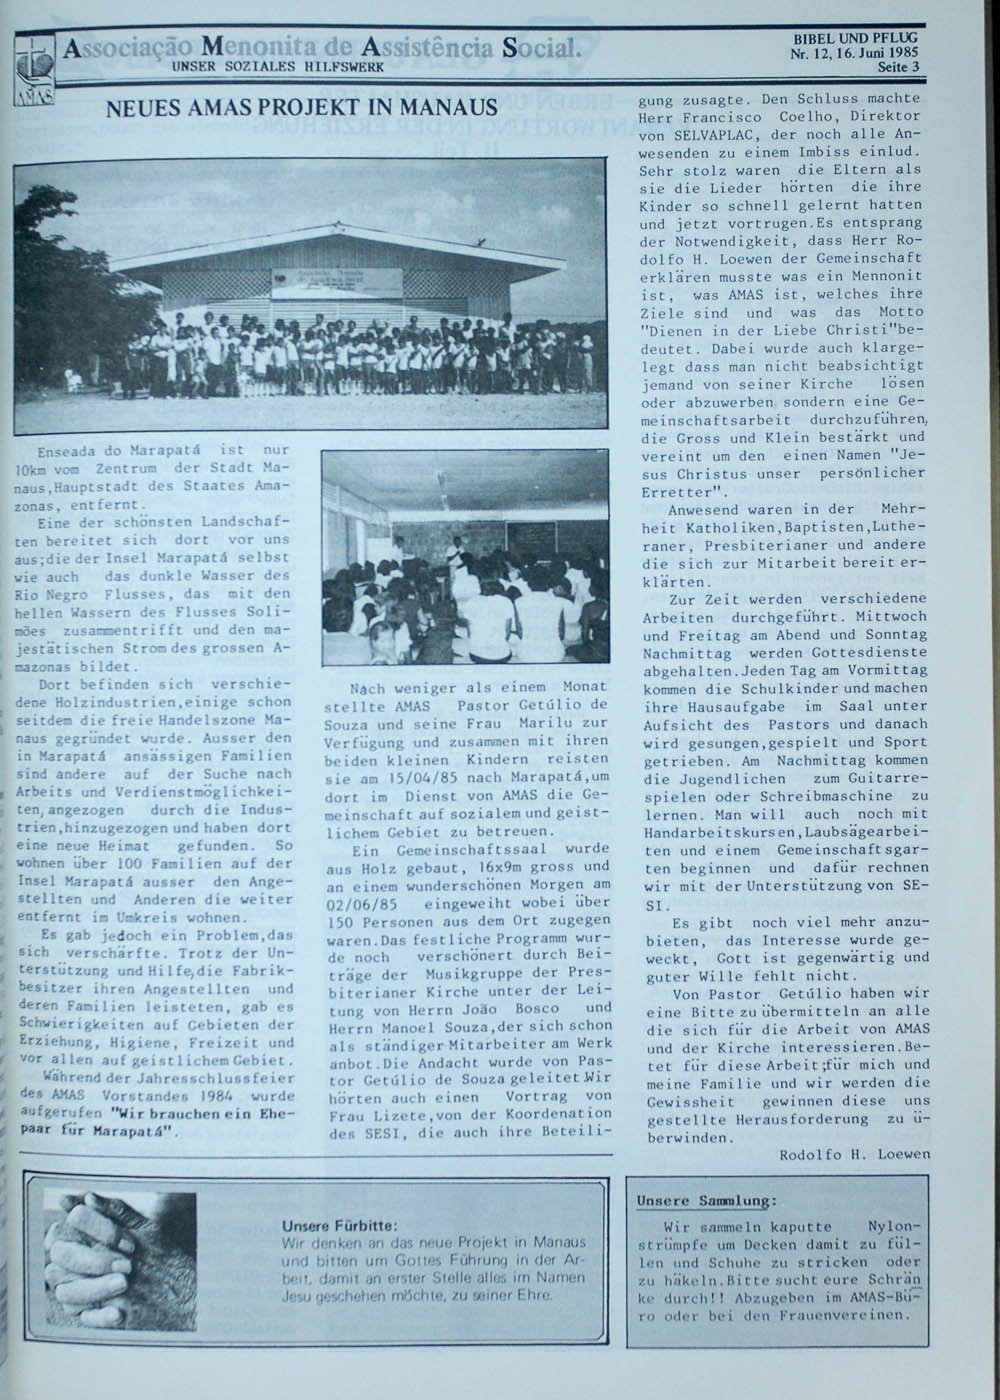 Associação Menonita de Assistência Social.
UNSER SOZIALES HILFSWERK
AMAS
BIBEL UND PFLUG
Nr. 12, 16. Juni 1985
Seite 3
NEUES AMAS PROJEKT IN MANAUS
Enseada do Marapatá ist nur
10km vom Zentrum der Stadt Ma-
naus,Hauptstadt des Staates Ama-
zonas, entfernt.
Eine der schönsten Landschaf-
ten bereitet sich dort vor uns
aus;die der Insel Marapatá selbst
wie auch das dunkle Wasser des
Rio Negro Flusses, das mit den
hellen Wassern des Flusses Soli-
mões zusammentrifft und den ma-
jestätischen Strom des grossen A-
mazonas bildet.
Dort befinden sich verschie-
dene Holzindustrien,einige schon
seitdem die freie Handelszone Ma-
naus gegründet wurde. Ausser den
in Marapatá ansässigen Familien
sind andere auf der Suche nach
Arbeits und Verdienstmöglichkei-
ten,angezogen durch die Indus-
trien,hinzugezogen und haben dort
eine neue Heimat gefunden. So
wohnen über 100 Familien auf der
Insel Marapatá ausser den Ange-
stellten und Anderen die weiter
entfernt im Umkreis wohnen.
Es gab jedoch ein Problem,das
sich verschärfte. Trotz der Un-
terstützung und Hilfe,die Fabrik-
besitzer ihren Angestellten und
deren Familien leisteten, gab es
Schwierigkeiten auf Gebieten der
Erziehung, Higiene, Freizeit und
vor allen auf geistlichem Gebiet.
Während der Jahresschlussfeier
des AMAS Vorstandes 1984 wurde
aufgerufen "Wir brauchen ein Ehe-
paar für Marapatá".
Nach weniger als einem Monat
stellte AMAS Pastor Getúlio de
Souza und seine Frau Marilu zur
Verfügung und zusammen mit ihren
beiden kleinen Kindern reisten
sie am 15/04/85 nach Marapatá,um
dort im Dienst von AMAS die Ge-
meinschaft auf sozialem und geist-
lichem Gebiet zu betreuen.
Ein Gemeinschaftssaal wurde
aus Holz gebaut, 16x9m gross und
an einem wunderschönen Morgen am
02/06/85 eingeweiht wobei über
150 Personen aus dem Ort zugegen
waren.Das festliche Programm wur-
de noch verschönert durch Bei-
träge der Musikgruppe der Pres-
biterianer Kirche unter der Lei-
tung von Herrn João Bosco und
Herrn Manoel Souza,der sich schon
als ständiger Mitarbeiter am Werk
anbot.Die Andacht wurde von Pas-
tor Getúlio de Souza geleitet.Wir
hörten auch einen Vortrag von
Frau Lizete,von der Koordenation
des SESI, die auch ihre Beteili-
gung zusagte. Den Schluss machte
Herr Francisco Coelho, Direktor
von SELVAPLAC, der noch alle An-
wesenden zu einem Imbiss einlud.
Sehr stolz waren die Eltern als
sie die Lieder hörten die ihre
Kinder so schnell gelernt hatten
und jetzt vortrugen.Es entsprang
der Notwendigkeit, dass Herr Ro-
dolfo H. Loewen der Gemeinschaft
erklären musste was ein Mennonit
ist, was AMAS ist, welches ihre
Ziele sind und was das Motto
"Dienen in der Liebe Christi"be-
deutet. Dabei wurde auch klarge-
legt dass man nicht beabsichtigt
jemand von seiner Kirche lösen
oder abzuwerben, sondern eine Ge-
meinschaftsarbeit durchzuführen,
die Gross und Klein bestärkt und
vereint um den einen Namen "Je-
sus Christus unser persönlicher
Erretter".
Anwesend waren in der Mehr-
heit Katholiken,Baptisten,Luthe-
raner, Presbiterianer und andere
die sich zur Mitarbeit bereit er-
klärten.
Zur Zeit werden verschiedene
Arbeiten durchgeführt. Mittwoch
und Freitag am Abend und Sonntag
Nachmittag werden Gottesdienste
abgehalten.Jeden Tag am Vormittag
kommen die Schulkinder und machen
ihre Hausaufgabe im Saal unter
Aufsicht des Pastors und danach
wird gesungen,gespielt und Sport
getrieben. Am Nachmittag kommen
die Jugendlichen zum Guitarre-
spielen oder Schreibmaschine zu
lernen. Man will auch noch mit
Handarbeitskursen,Laubsägearbei-
ten und einem Gemeinschaftsgar-
ten beginnen und dafür rechnen
wir mit der Unterstützung von SE-
SI.
Es gibt noch viel mehr anzu-
bieten, das Interesse wurde ge-
weckt, Gott ist gegenwärtig und
guter Wille fehlt nicht.
Von Pastor Getúlio haben wir
eine Bitte zu übermitteln an alle
die sich für die Arbeit von AMAS
und der Kirche interessieren.Be-
tet für diese Arbeit;für mich und
meine Familie und wir werden die
Gewissheit gewinnen diese uns
gestellte Herausforderung zu ü-
berwinden.
Rodolfo H. Loewen
Unsere Fürbitte:
Wir denken an das neue Projekt in Manaus
und bitten um Gottes Führung in der Ar-
beit, damit an erster Stelle alles im Namen
Jesu geschehen möchte, zu seiner Ehre.
Unsere Sammlung:
Wir sammeln kaputte Nylon-
strümpfe um Decken damit zu fül-
len und Schuhe zu stricken oder
zu häkeln.Bitte sucht eure Schrän
ke durch!! Abzugeben im AMAS-Bü-
ro oder bei den Frauenvereinen.